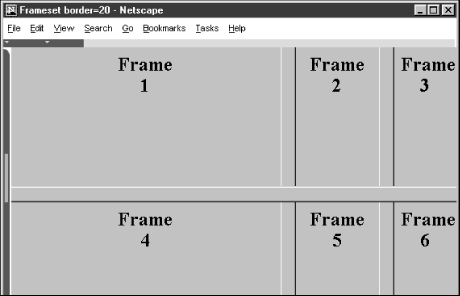 Frameset border=20 - Netscape
File Edit View Search Go Bookmarks Tasks Help
Frame Frame Frame
1 2 3
Frame Frame Frame
4 5 6